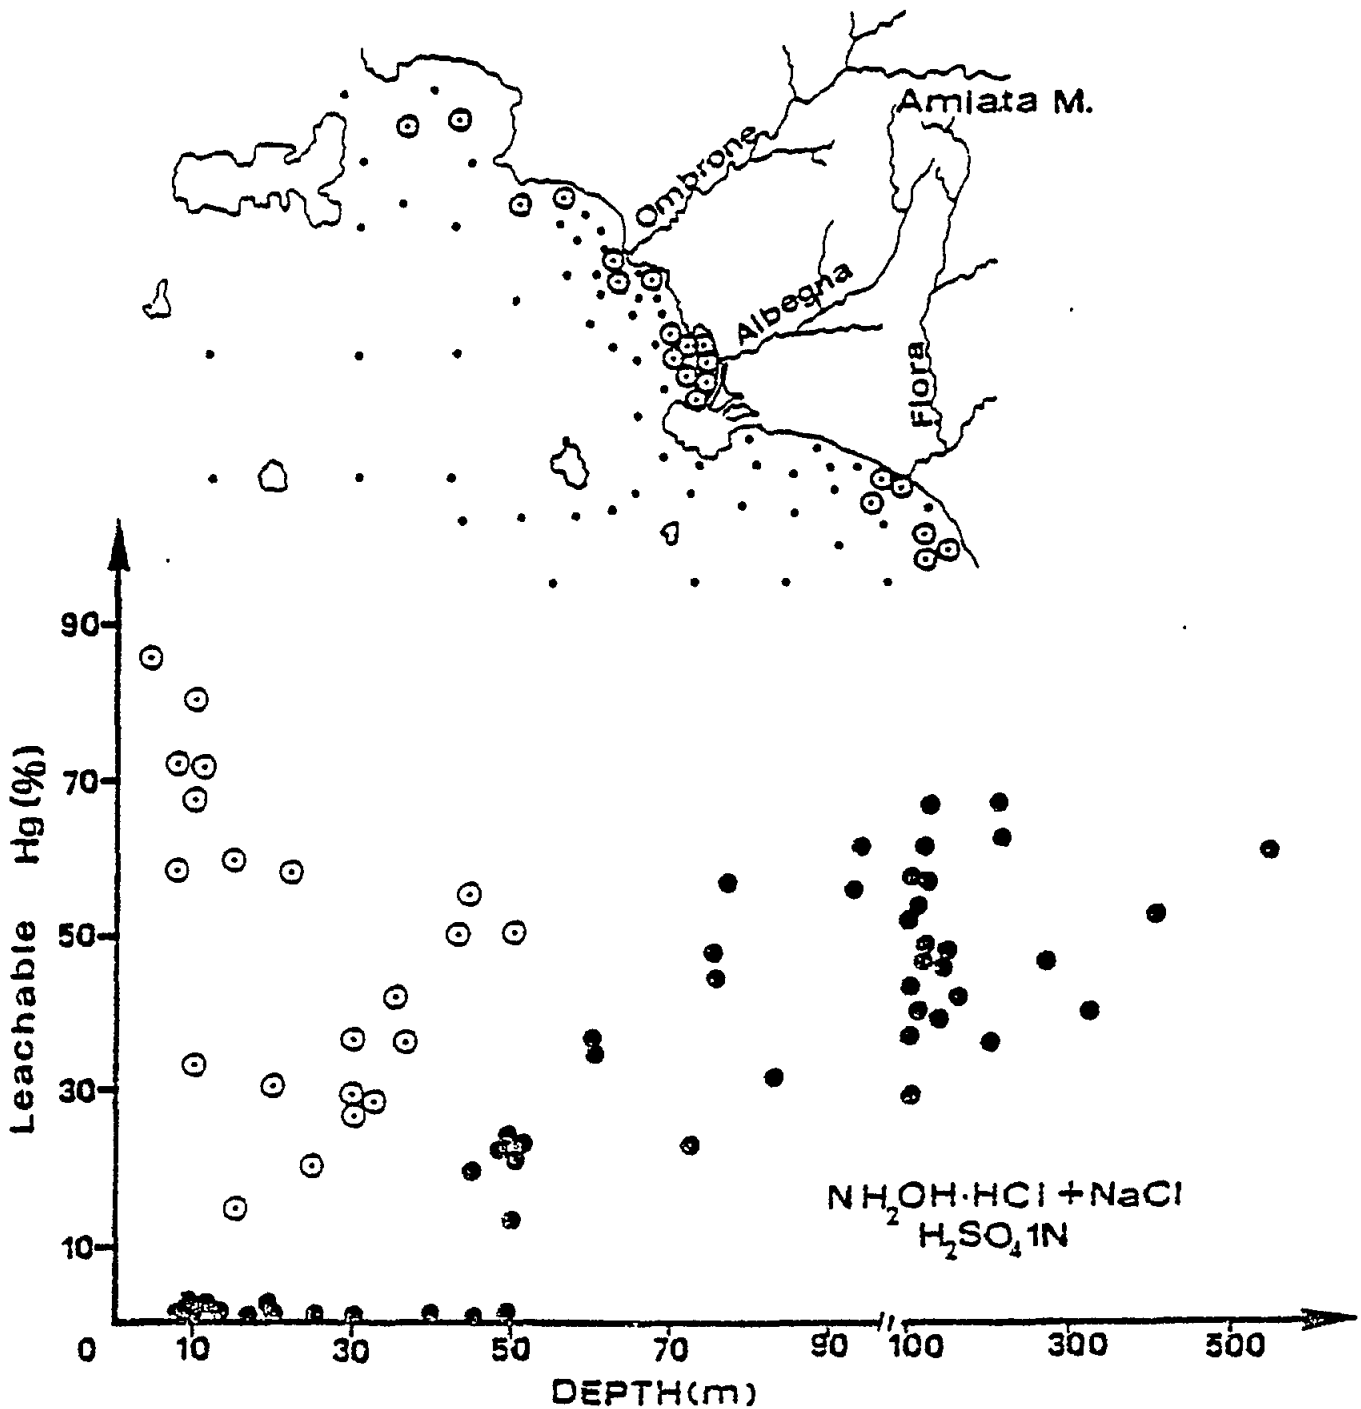 Amiata M.
Ombrone
Albegna
Fiora
90
70
50
30
10
Leachable Hg (%)
NH₂OH·HCl + NaCl
H₂SO₄ 1N
0 10 30 50 70 90 100 300 500
DEPTH (m)